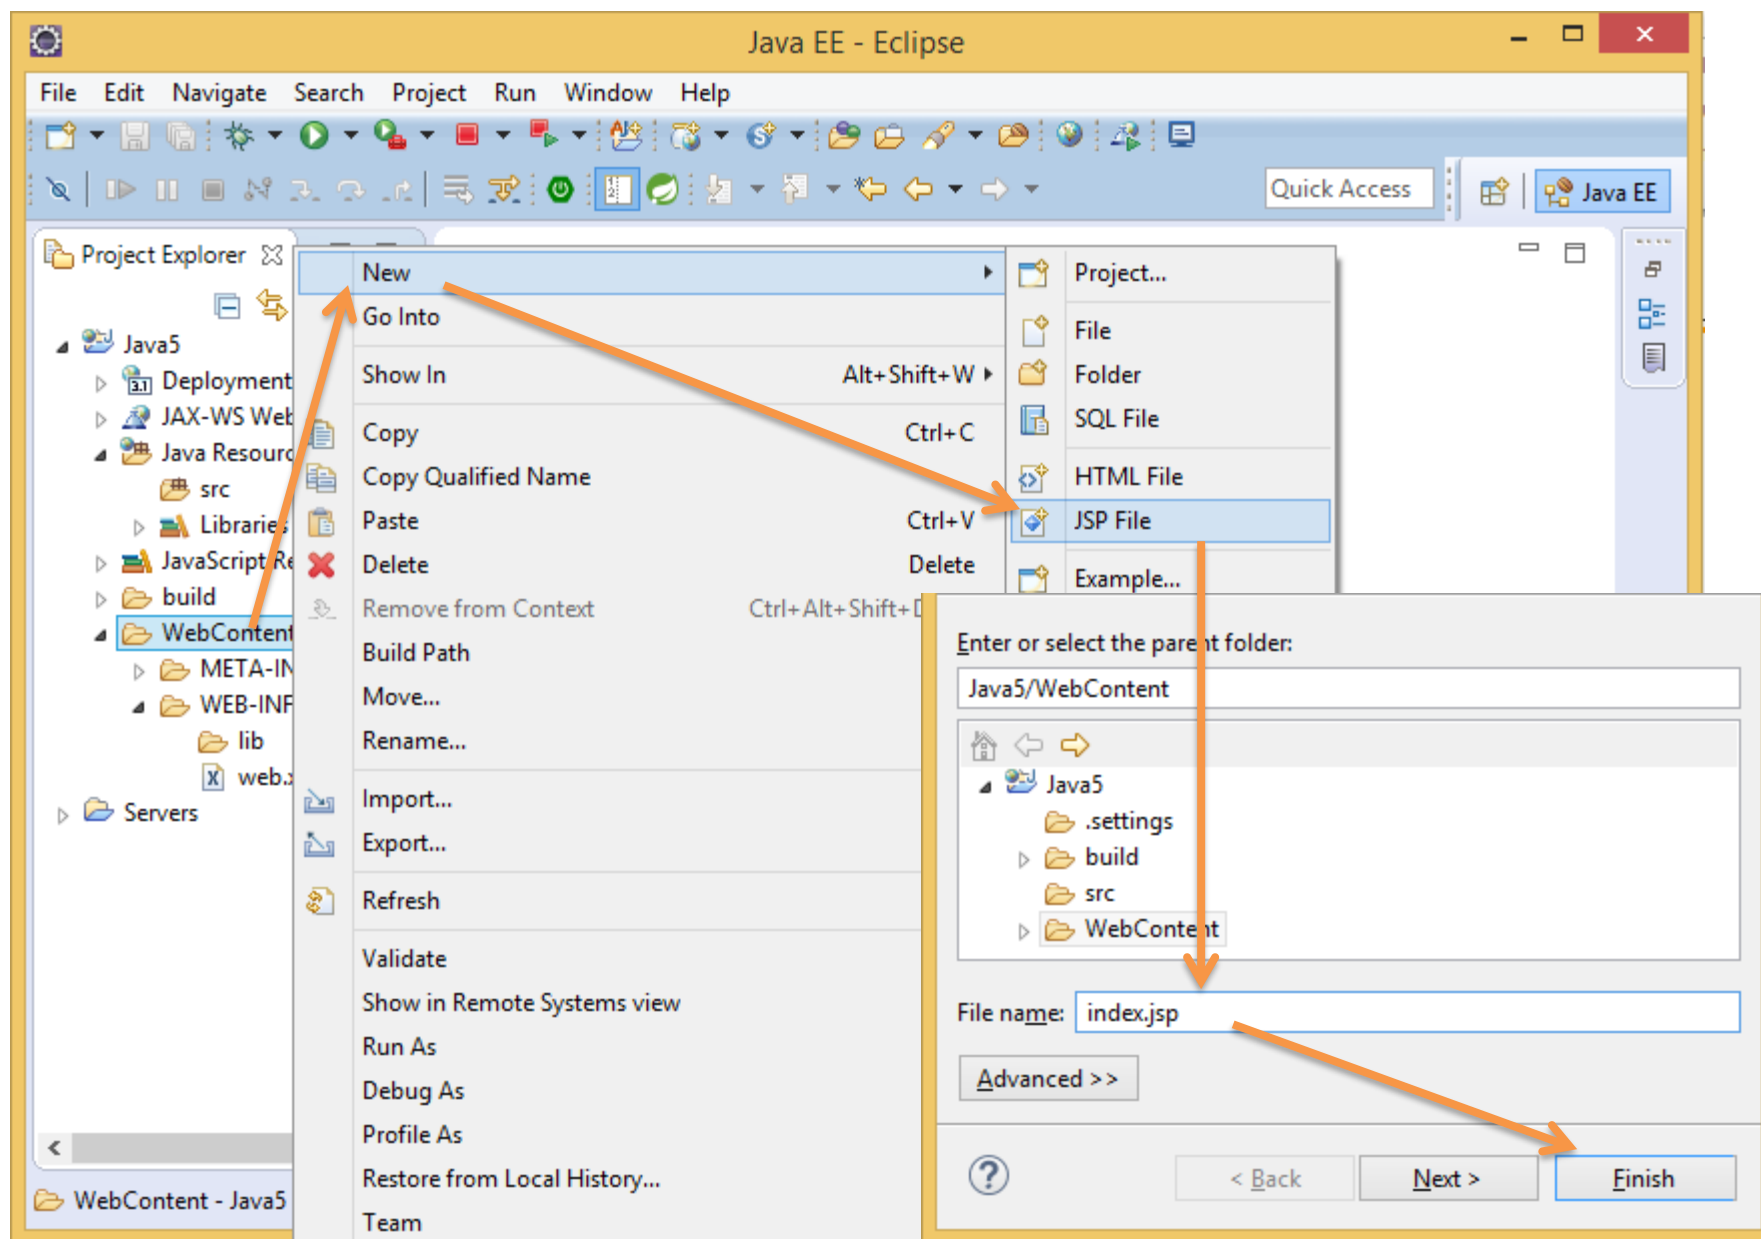 Java EE - Eclipse
File Edit Navigate Search Project Run Window Help
Quick Access
Java EE
Project Explorer
Java5
3.1 Deployment
JAX-WS Web
Java Resourc
src
Libraries
JavaScript Re
build
WebContent
META-IN
WEB-INF
lib
web.x
Servers
WebContent - Java5
New
Go Into
Show In Alt+Shift+W
Copy Ctrl+C
Copy Qualified Name
Paste Ctrl+V
Delete Delete
Remove from Context Ctrl+Alt+Shift+D
Build Path
Move...
Rename...
Import...
Export...
Refresh
Validate
Show in Remote Systems view
Run As
Debug As
Profile As
Restore from Local History...
Team
Project...
File
Folder
SQL File
HTML File
JSP File
Example...
Enter or select the parent folder:
Java5/WebContent
Java5
.settings
build
src
WebContent
File name: index.jsp
Advanced >>
< Back Next > Finish